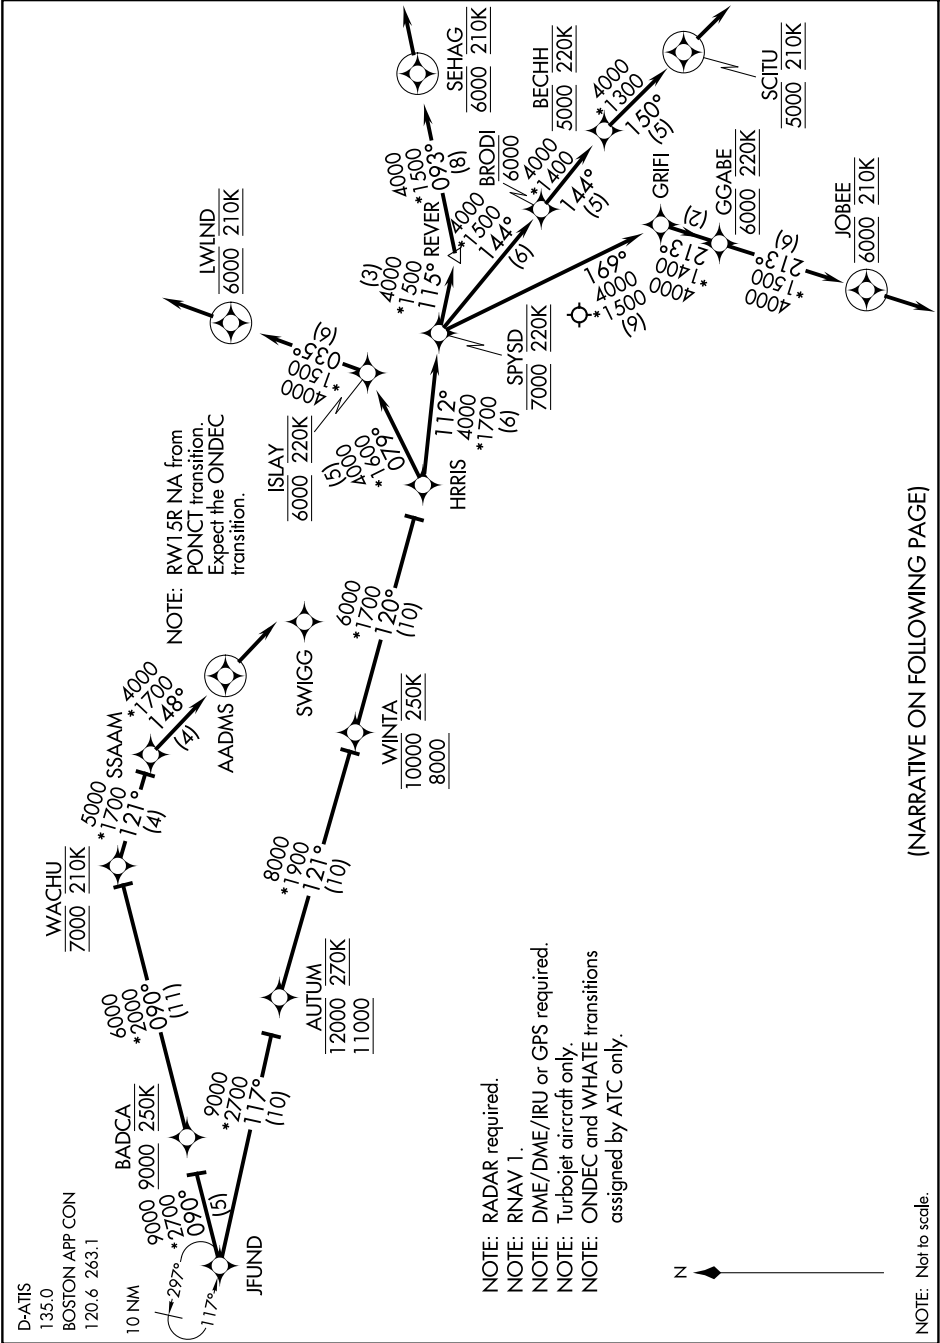 D-ATIS
135.0
BOSTON APP CON
120.6 263.1
10 NM
297°
117°
JFUND
9000
*2700
090°
(5)
BADCA
9000 250K
6000
*2000
090°
(11)
WACHU
7000 210K
5000
*1700
121°
(4)
SSAAM
4000
*1700
148°
(4)
AADMS
SWIGG
NOTE: RW15R NA from
PONCT transition.
Expect the ONDEC
transition.
9000
*2700
117°
(10)
AUTUM
12000 270K
11000
8000
*1900
121°
(10)
WINTA
10000 250K
8000
6000
*1700
120°
(10)
HRRIS
(5)
4000
*1600
079°
ISLAY
6000 220K
4000
*1500
035°
(6)
LWLND
6000 210K
112°
4000
*1700
(6)
SPYSD
7000 220K
(3)
4000
*1500
115°
REVER
4000
*1500
093°
(8)
SEHAG
6000 210K
4000
*1500
144°
(6)
BRODI
6000
4000
*1400
144°
(5)
BECHH
5000 220K
4000
*1300
150°
(5)
SCITU
5000 210K
169°
4000
*1500
(6)
GRIFI
(2)
213°
*1400
4000
GGABE
6000 220K
(6)
213°
*1500
4000
JOBEE
6000 210K
NOTE: RADAR required.
NOTE: RNAV 1.
NOTE: DME/DME/IRU or GPS required.
NOTE: Turbojet aircraft only.
NOTE: ONDEC and WHATE transitions
assigned by ATC only.
N
NOTE: Not to scale.
(NARRATIVE ON FOLLOWING PAGE)